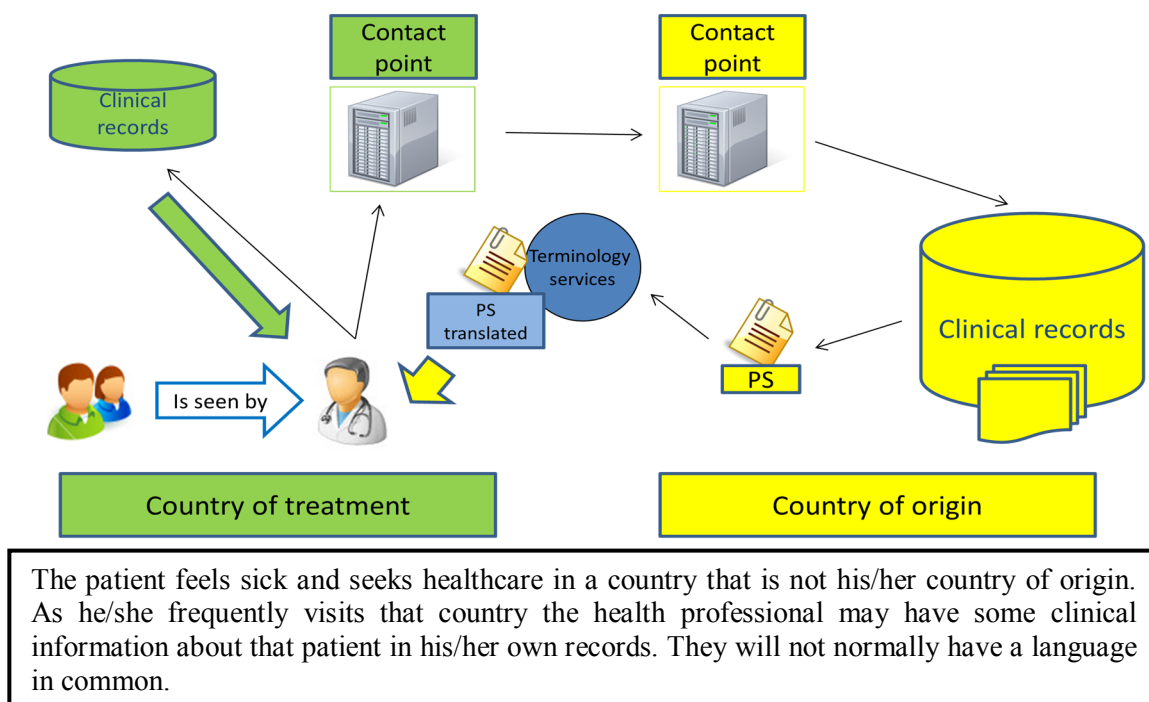 Contact
point
Contact
point
Clinical
records
Terminology
services
PS
translated
Clinical records
PS
Is seen by
Country of treatment
Country of origin
The patient feels sick and seeks healthcare in a country that is not his/her country of origin.
As he/she frequently visits that country the health professional may have some clinical
information about that patient in his/her own records. They will not normally have a language
in common.